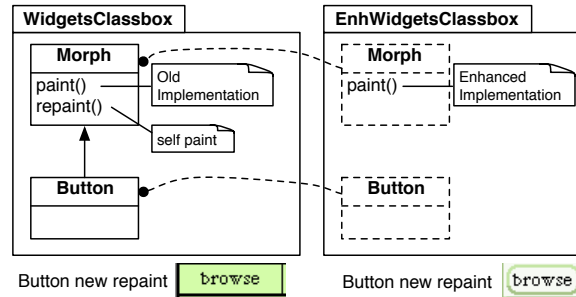 WidgetsClassbox
Morph
paint()
repaint()
Old
Implementation
self paint
Button
Button new repaint browse
EnhWidgetsClassbox
Morph
paint()
Enhanced
Implementation
Button
Button new repaint browse